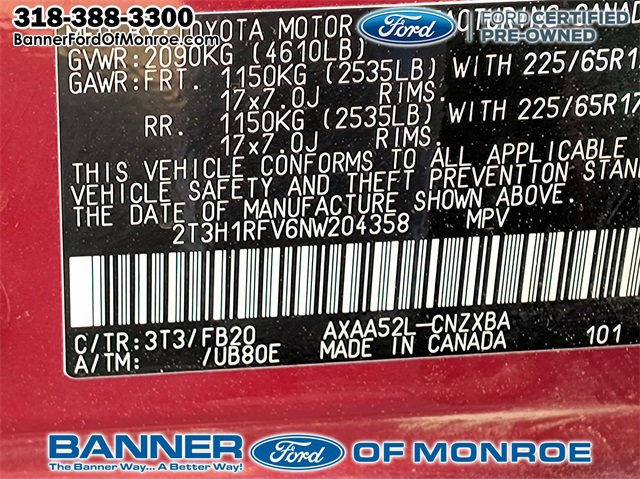 318-388-3300
BannerFordOfMonroe.com
Ford
FORD CERTIFIED
PRE-OWNED
TOYOTA MOTOR
GVWR: 2090KG (4610LB)
GAWR: FRT. 1150KG (2535LB) WITH 225/65R1
17x7.0J RIMS.
RR. 1150KG (2535LB) WITH 225/65R17
17x7.0J RIMS.
THIS VEHICLE CONFORMS TO ALL APPLICABLE
VEHICLE SAFETY AND THEFT PREVENTION STAN
THE DATE OF MANUFACTURE SHOWN ABOVE.
2T3H1RFV6NW204358 MPV
C/TR: 3T3/FB20 AXAA52L-CNZXBA
A/TM: /UB80E MADE IN CANADA 101
BANNER Ford OF MONROE
The Banner Way... A Better Way!